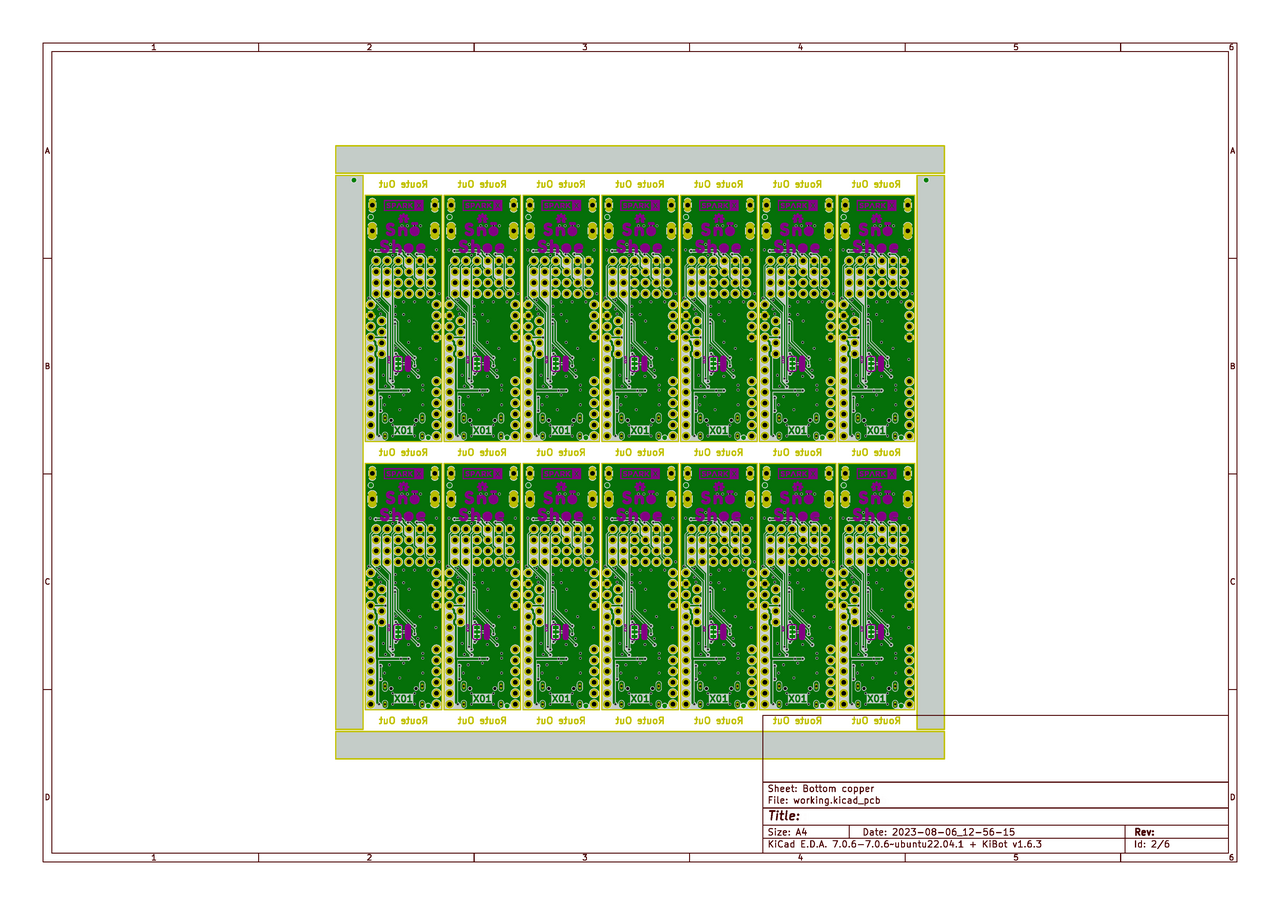 1 2 3 4 5 6
A A
Route Out Route Out Route Out Route Out Route Out Route Out Route Out
B B
X01 X01 X01 X01 X01 X01 X01
Route Out Route Out Route Out Route Out Route Out Route Out Route Out
C C
X01 X01 X01 X01 X01 X01 X01
Route Out Route Out Route Out Route Out Route Out Route Out Route Out
D D
Sheet: Bottom copper
File: working.kicad_pcb
Title:
Size: A4 Date: 2023-08-06_12-56-15 Rev:
KiCad E.D.A. 7.0.6-7.0.6~ubuntu22.04.1 + KiBot v1.6.3 Id: 2/6
1 2 3 4 5 6